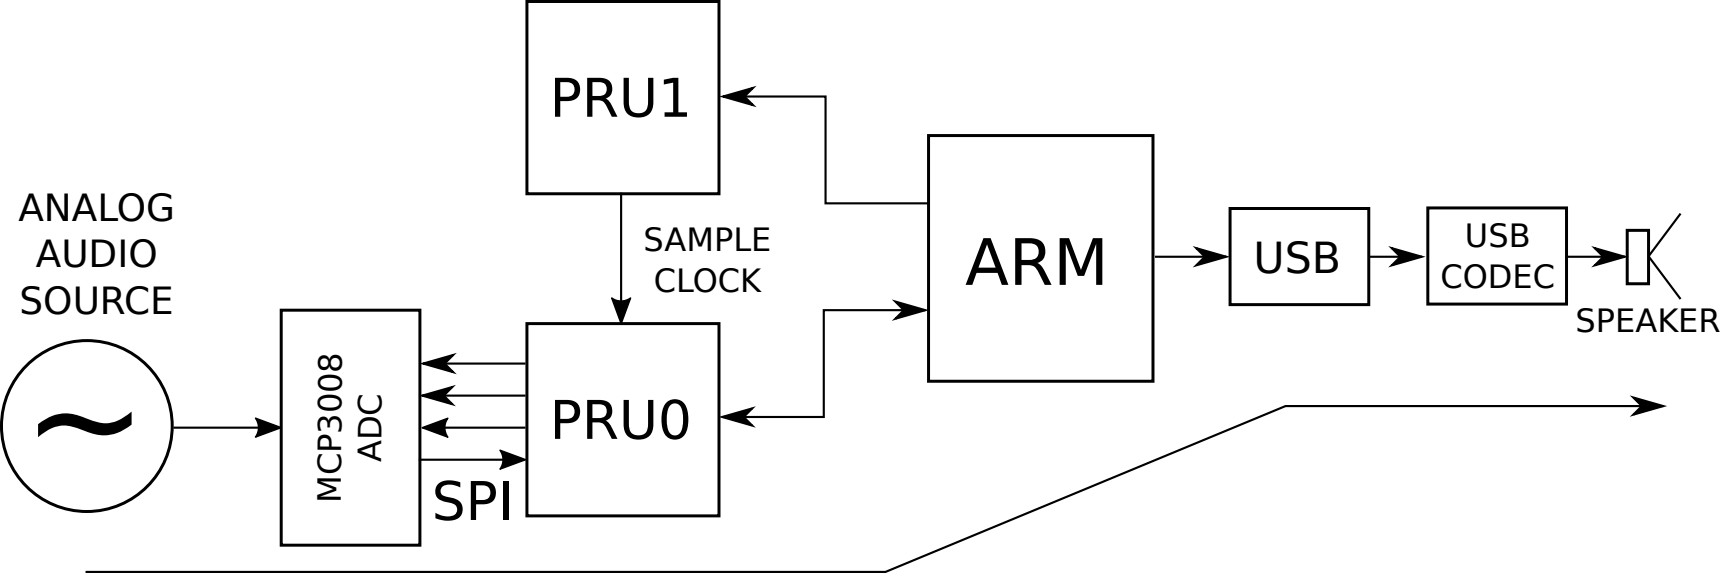 PRU1
ANALOG
AUDIO
SOURCE
SAMPLE
CLOCK
ARM
USB
USB
CODEC
SPEAKER
MCP3008
ADC
PRU0
SPI